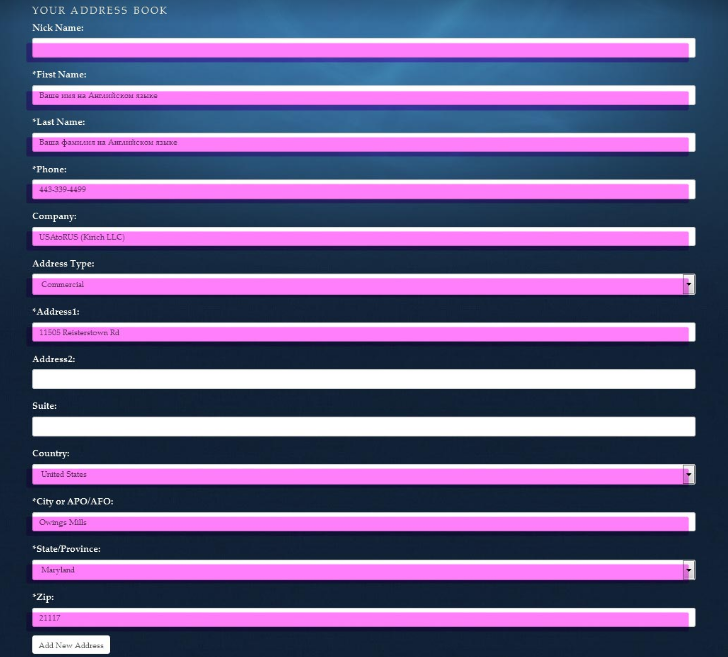 YOUR ADDRESS BOOK
Nick Name:
*First Name:
Ваше имя на Английском языке
*Last Name:
Ваша фамилия на Английском языке
*Phone:
443-339-4499
Company:
USAtoRUS (Kirich LLC)
Address Type:
Commercial
*Address1:
11505 Reisterstown Rd
Address2:
Suite:
Country:
United States
*City or APO/AFO:
Owings Mills
*State/Province:
Maryland
*Zip:
21117
Add New Address